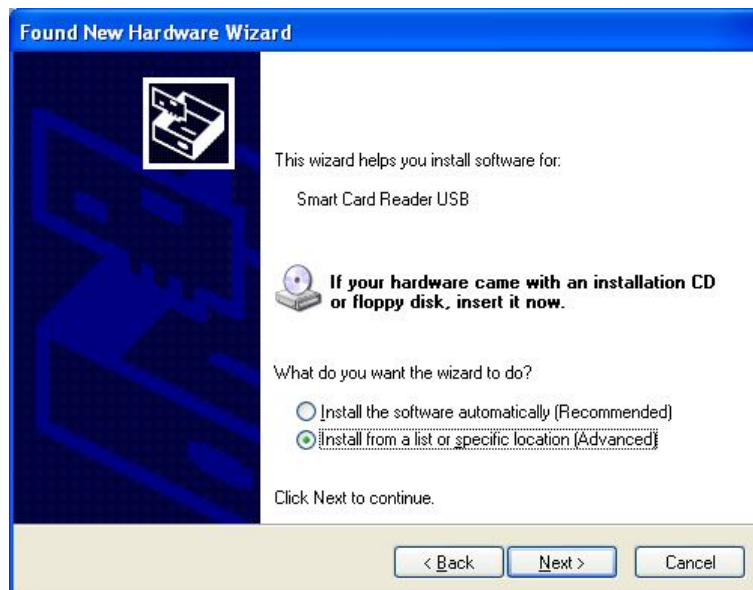 Found New Hardware Wizard
This wizard helps you install software for:
Smart Card Reader USB
If your hardware came with an installation CD
or floppy disk, insert it now.
What do you want the wizard to do?
Install the software automatically (Recommended)
Install from a list or specific location (Advanced)
Click Next to continue.
< Back Next > Cancel